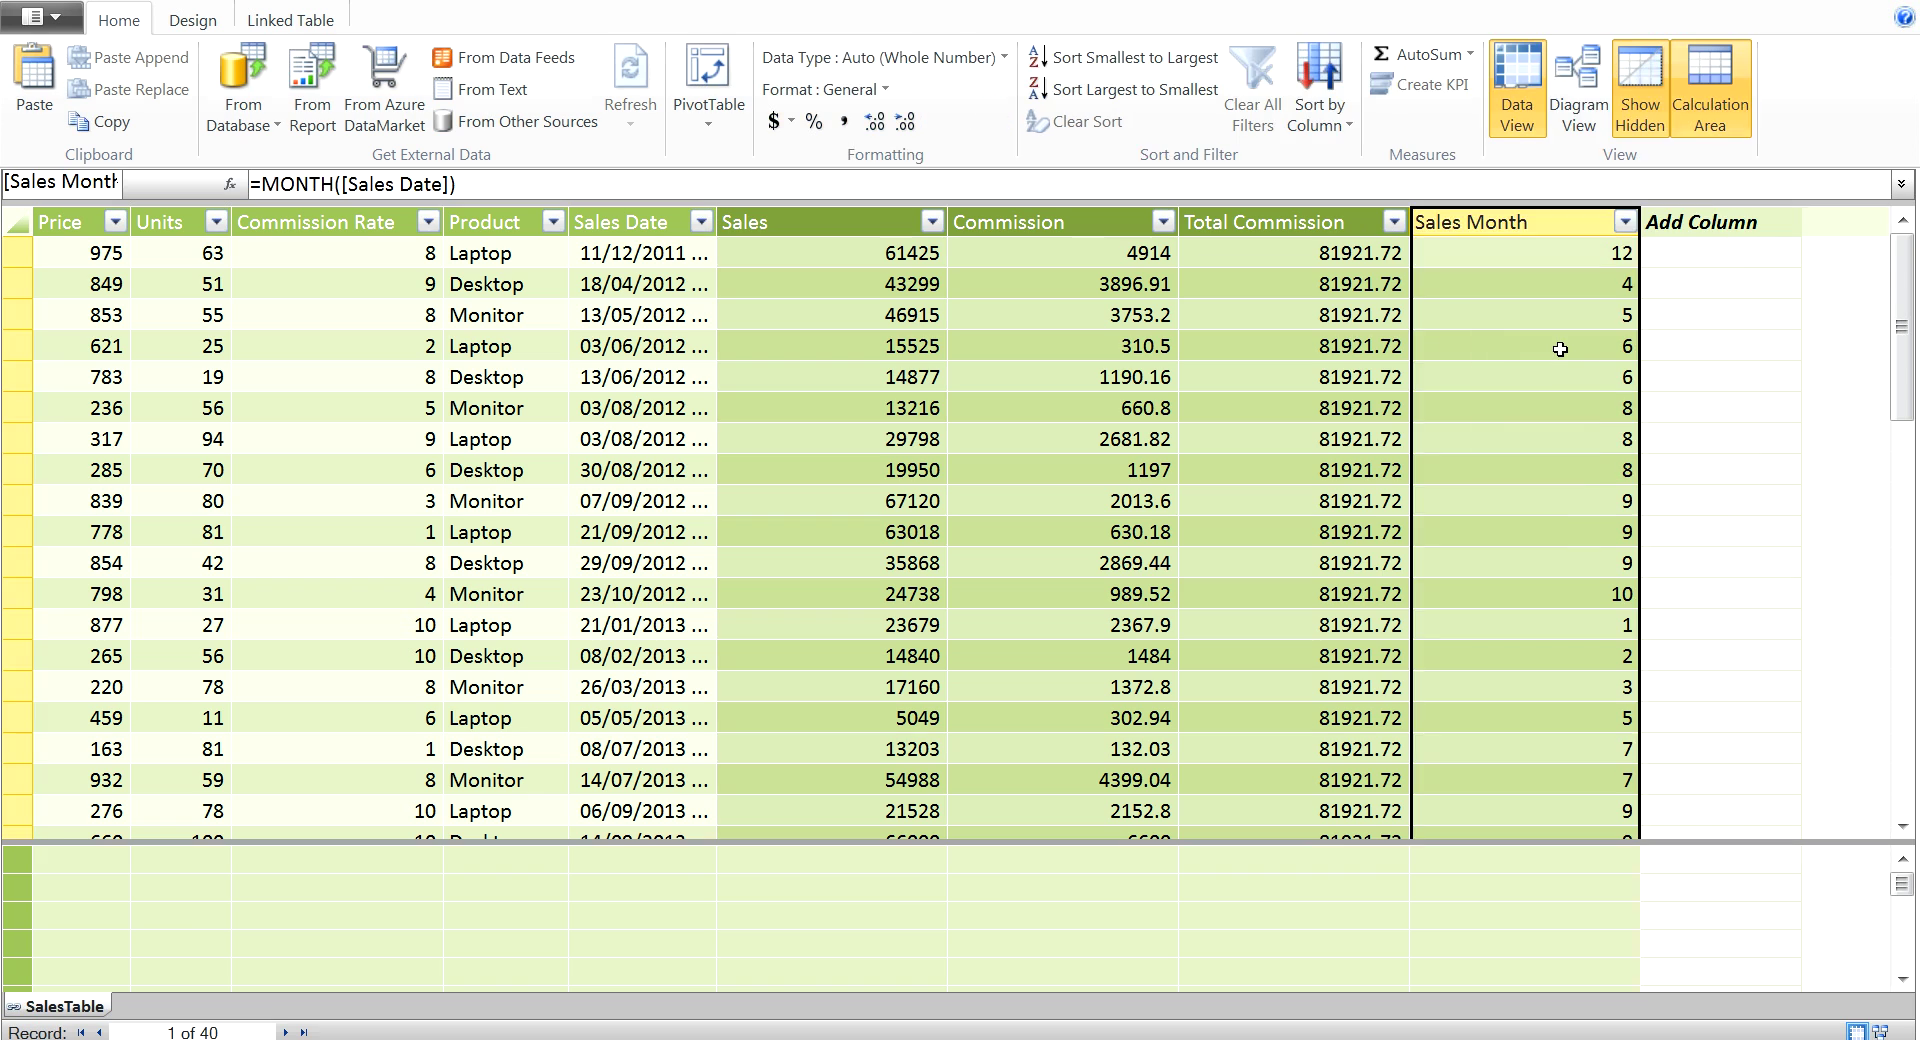 Home Design Linked Table
Paste
Paste Append
Paste Replace
Copy
Clipboard
From Database
From Report
From Azure DataMarket
From Data Feeds
From Text
From Other Sources
Get External Data
Refresh
PivotTable
Data Type : Auto (Whole Number)
Format : General
$ % , .0 .00 .00 .0
Formatting
Sort Smallest to Largest
Sort Largest to Smallest
Clear Sort
Clear All Filters
Sort by Column
Sort and Filter
Σ AutoSum
Create KPI
Measures
Data View
Diagram View
Show Hidden
Calculation Area
View
[Sales Month fx =MONTH([Sales Date])
Price Units Commission Rate Product Sales Date Sales Commission Total Commission Sales Month Add Column
975 63 8 Laptop 11/12/2011 ... 61425 4914 81921.72 12
849 51 9 Desktop 18/04/2012 ... 43299 3896.91 81921.72 4
853 55 8 Monitor 13/05/2012 ... 46915 3753.2 81921.72 5
621 25 2 Laptop 03/06/2012 ... 15525 310.5 81921.72 6
783 19 8 Desktop 13/06/2012 ... 14877 1190.16 81921.72 6
236 56 5 Monitor 03/08/2012 ... 13216 660.8 81921.72 8
317 94 9 Laptop 03/08/2012 ... 29798 2681.82 81921.72 8
285 70 6 Desktop 30/08/2012 ... 19950 1197 81921.72 8
839 80 3 Monitor 07/09/2012 ... 67120 2013.6 81921.72 9
778 81 1 Laptop 21/09/2012 ... 63018 630.18 81921.72 9
854 42 8 Desktop 29/09/2012 ... 35868 2869.44 81921.72 9
798 31 4 Monitor 23/10/2012 ... 24738 989.52 81921.72 10
877 27 10 Laptop 21/01/2013 ... 23679 2367.9 81921.72 1
265 56 10 Desktop 08/02/2013 ... 14840 1484 81921.72 2
220 78 8 Monitor 26/03/2013 ... 17160 1372.8 81921.72 3
459 11 6 Laptop 05/05/2013 ... 5049 302.94 81921.72 5
163 81 1 Desktop 08/07/2013 ... 13203 132.03 81921.72 7
932 59 8 Monitor 14/07/2013 ... 54988 4399.04 81921.72 7
276 78 10 Laptop 06/09/2013 ... 21528 2152.8 81921.72 9
SalesTable
Record: 1 of 40